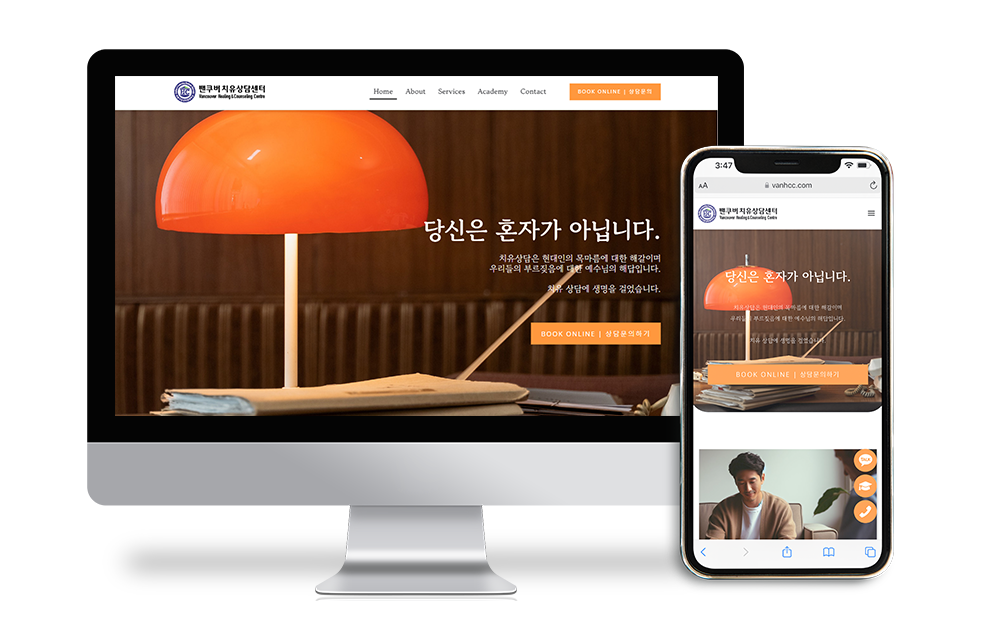 밴쿠버 치유상담센터
Vancouver Healing & Counseling Centre
Home About Services Academy Contact
BOOK ONLINE | 상담문의
당신은 혼자가 아닙니다.
치유상담은 현대인의 목마름에 대한 해갈이며
우리들의 부르짖음에 대한 예수님의 해답입니다.
치유 상담에 생명을 걸었습니다.
BOOK ONLINE | 상담문의하기
3:47
AA vanhcc.com
밴쿠버 치유상담센터
Vancouver Healing & Counseling Centre
당신은 혼자가 아닙니다.
치유상담은 현대인의 목마름에 대한 해갈이며
우리들의 부르짖음에 대한 예수님의 해답입니다.
치유 상담에 생명을 걸었습니다.
BOOK ONLINE | 상담문의하기
TALK